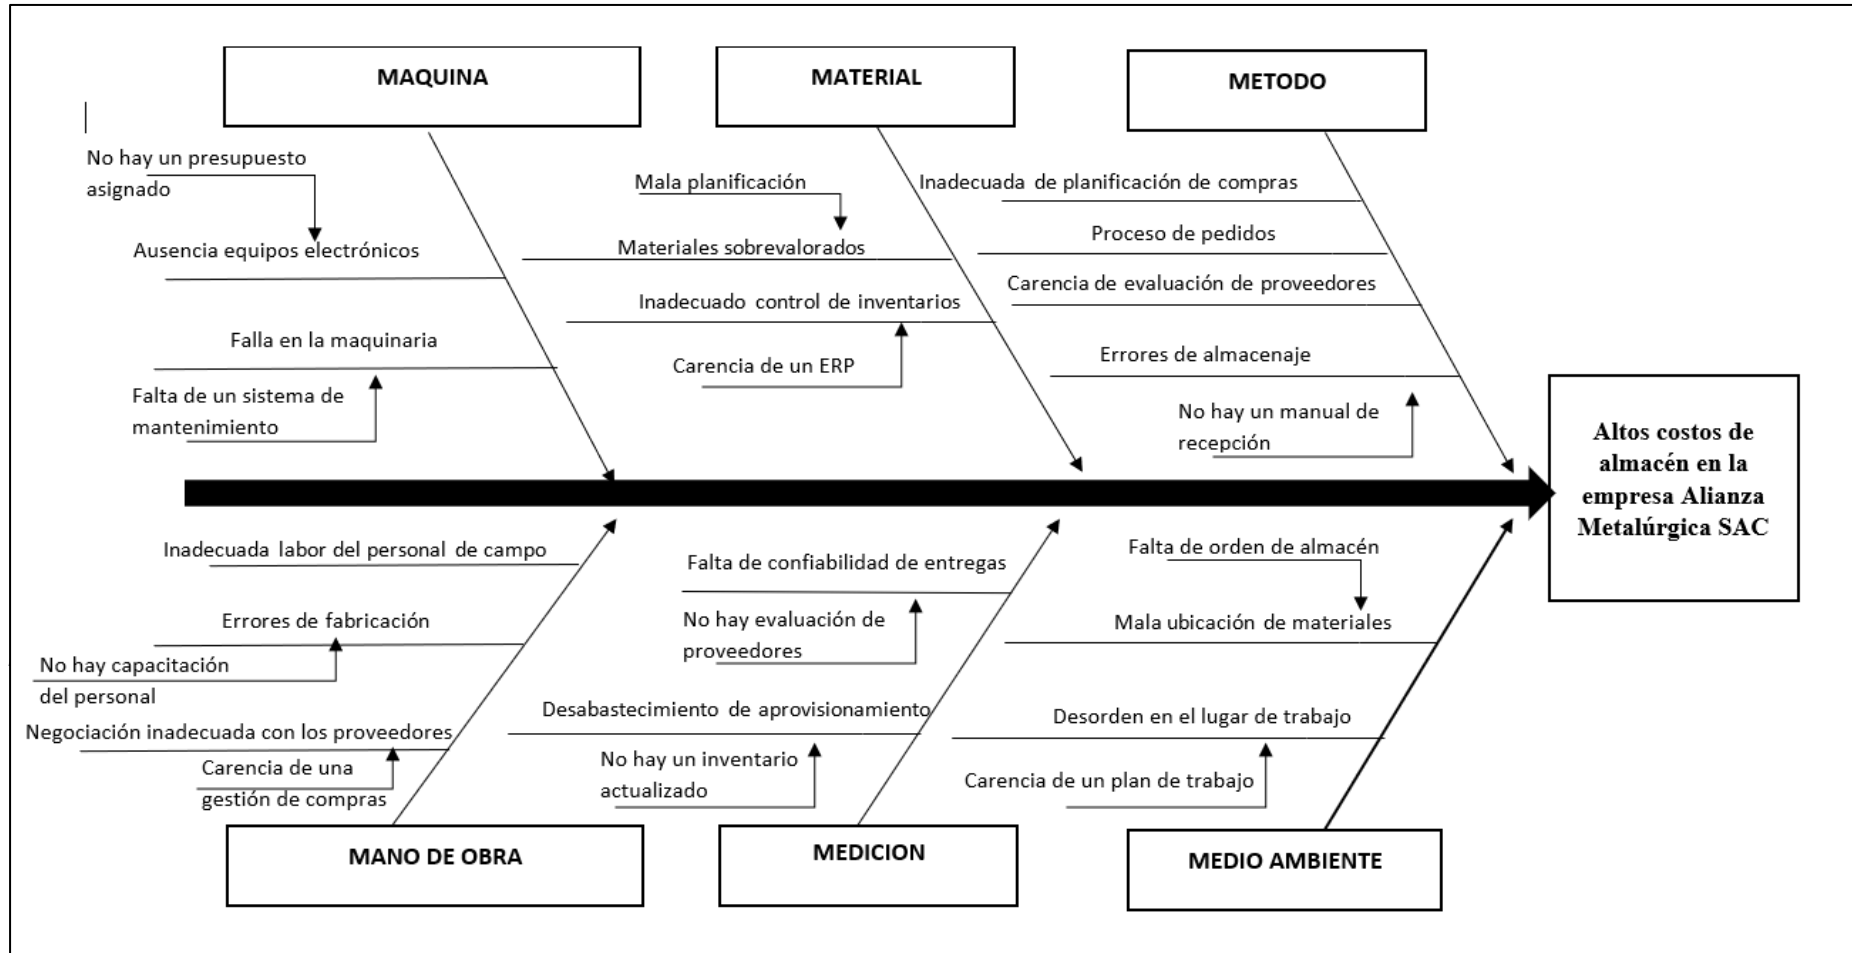 MAQUINA
MATERIAL
METODO
No hay un presupuesto
asignado
Ausencia equipos electrónicos
Falla en la maquinaria
Falta de un sistema de
mantenimiento
Mala planificación
Materiales sobrevalorados
Inadecuado control de inventarios
Carencia de un ERP
Inadecuada de planificación de compras
Proceso de pedidos
Carencia de evaluación de proveedores
Errores de almacenaje
No hay un manual de
recepción
Altos costos de
almacén en la
empresa Alianza
Metalúrgica SAC
Inadecuada labor del personal de campo
Errores de fabricación
No hay capacitación
del personal
Negociación inadecuada con los proveedores
Carencia de una
gestión de compras
Falta de confiabilidad de entregas
No hay evaluación de
proveedores
Desabastecimiento de aprovisionamiento
No hay un inventario
actualizado
Falta de orden de almacén
Mala ubicación de materiales
Desorden en el lugar de trabajo
Carencia de un plan de trabajo
MANO DE OBRA
MEDICION
MEDIO AMBIENTE